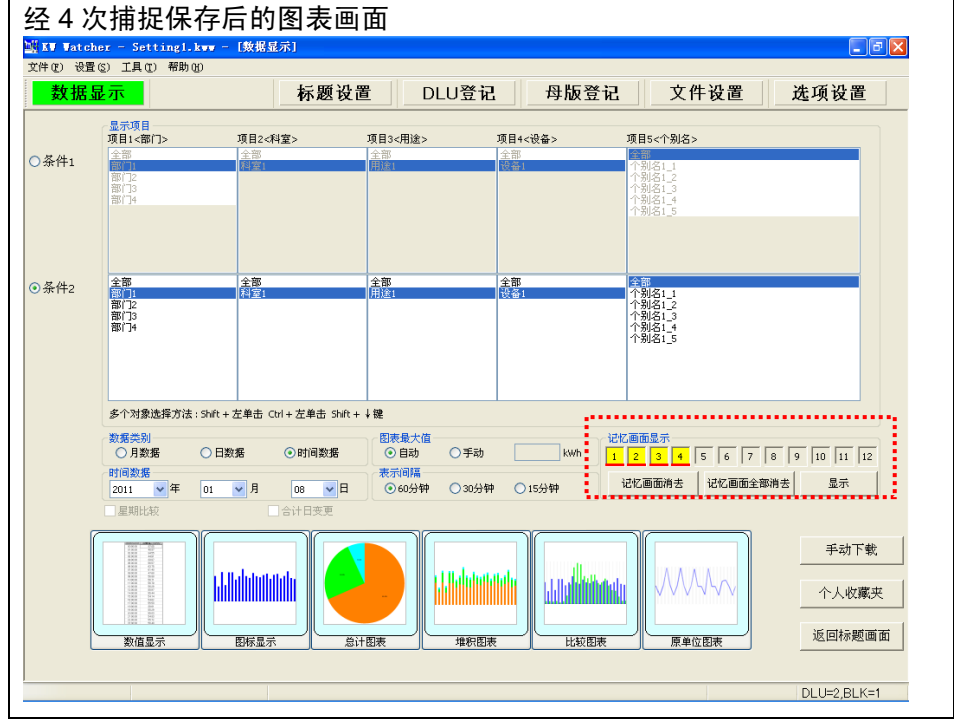 经 4 次捕捉保存后的图表画面
KW Watcher - Setting1.kww - [数据显示]
文件(F) 设置(S) 工具(T) 帮助(H)
数据显示 标题设置 DLU登记 母版登记 文件设置 选项设置
显示项目
项目1<部门> 项目2<科室> 项目3<用途> 项目4<设备> 项目5<个别名>
条件1
全部 全部 全部 全部 全部
部门1 科室1 用途1 设备1 个别名1_1
部门2 个别名1_2
部门3 个别名1_3
部门4 个别名1_4
个别名1_5
条件2
全部 全部 全部 全部 全部
部门1 科室1 用途1 设备1 个别名1_1
部门2 个别名1_2
部门3 个别名1_3
部门4 个别名1_4
个别名1_5
多个对象选择方法:Shift + 左单击 Ctrl + 左单击 Shift + ↓键
数据类别 图表最大值 记忆画面显示
月数据 日数据 时间数据 自动 手动 kWh 1 2 3 4 5 6 7 8 9 10 11 12
时间数据 表示间隔
2011 年 01 月 08 日 60分钟 30分钟 15分钟 记忆画面消去 记忆画面全部消去 显示
星期比较 合计日变更
数值显示 图标显示 总计图表 堆积图表 比较图表 原单位图表
手动下载
个人收藏夹
返回标题画面
DLU=2,BLK=1